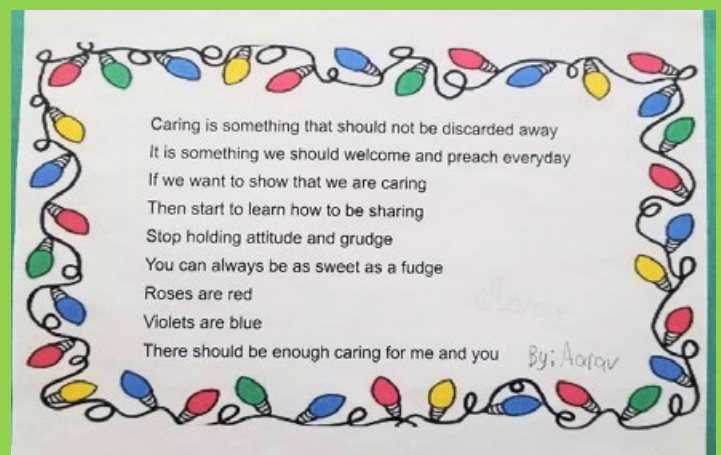 Caring is something that should not be discarded away
It is something we should welcome and preach everyday
If we want to show that we are caring
Then start to learn how to be sharing
Stop holding attitude and grudge
You can always be as sweet as a fudge
Roses are red
Violets are blue
There should be enough caring for me and you By: Aarav